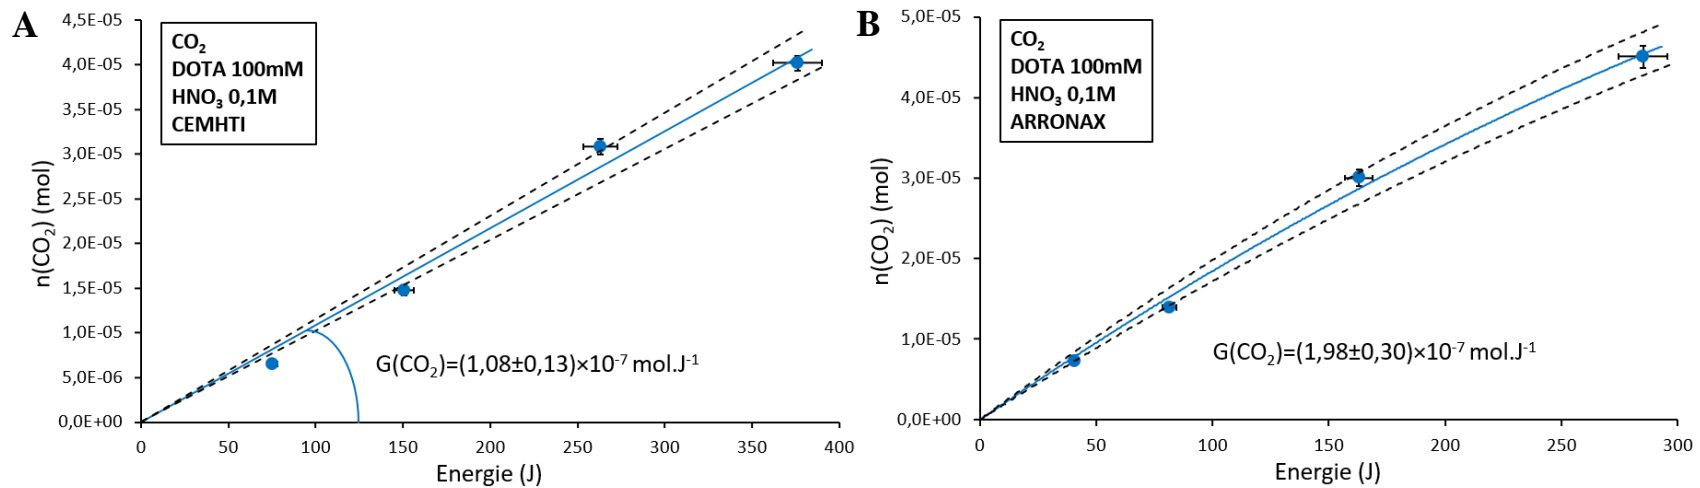 A
CO₂
DOTA 100mM
HNO₃ 0,1M
CEMHTI
n(CO₂) (mol)
4,5E-05
4,0E-05
3,5E-05
3,0E-05
2,5E-05
2,0E-05
1,5E-05
1,0E-05
5,0E-06
0,0E+00
G(CO₂)=(1,08±0,13)×10⁻⁷ mol.J⁻¹
0 50 100 150 200 250 300 350 400
Energie (J)
B
CO₂
DOTA 100mM
HNO₃ 0,1M
ARRONAX
n(CO₂) (mol)
5,0E-05
4,0E-05
3,0E-05
2,0E-05
1,0E-05
0,0E+00
G(CO₂)=(1,98±0,30)×10⁻⁷ mol.J⁻¹
0 50 100 150 200 250 300
Energie (J)